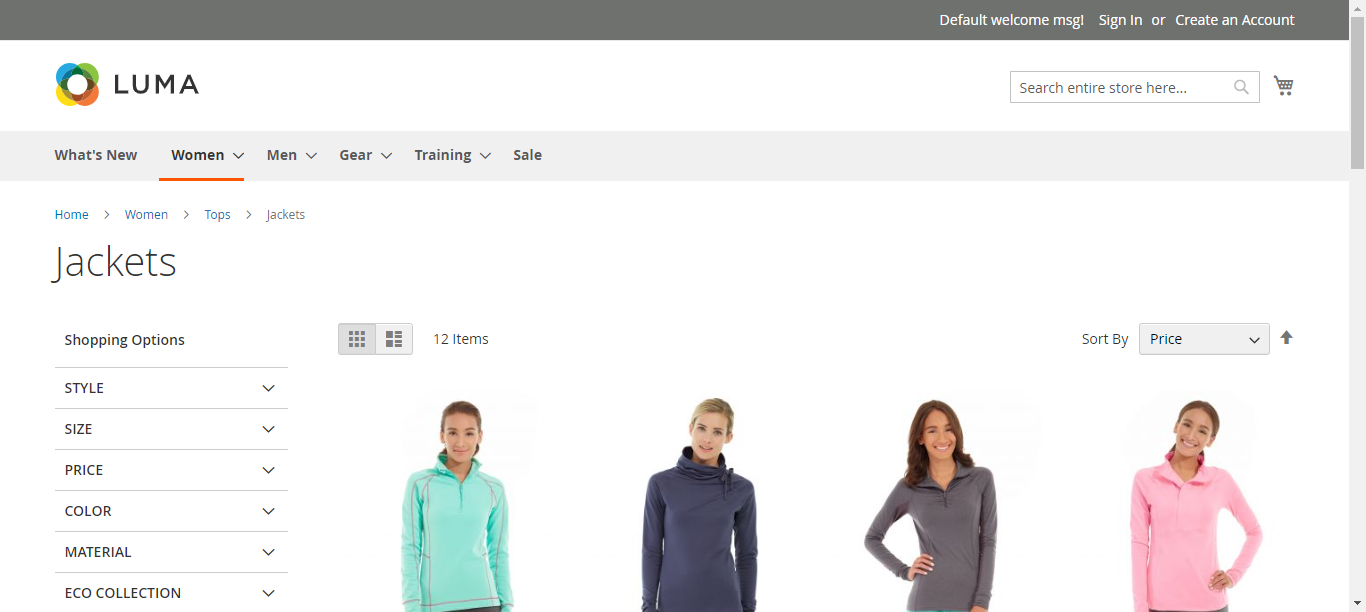 Default welcome msg! Sign In or Create an Account
LUMA
Search entire store here...
What's New Women Men Gear Training Sale
Home > Women > Tops > Jackets
Jackets
Shopping Options
12 Items
Sort By Price
STYLE
SIZE
PRICE
COLOR
MATERIAL
ECO COLLECTION